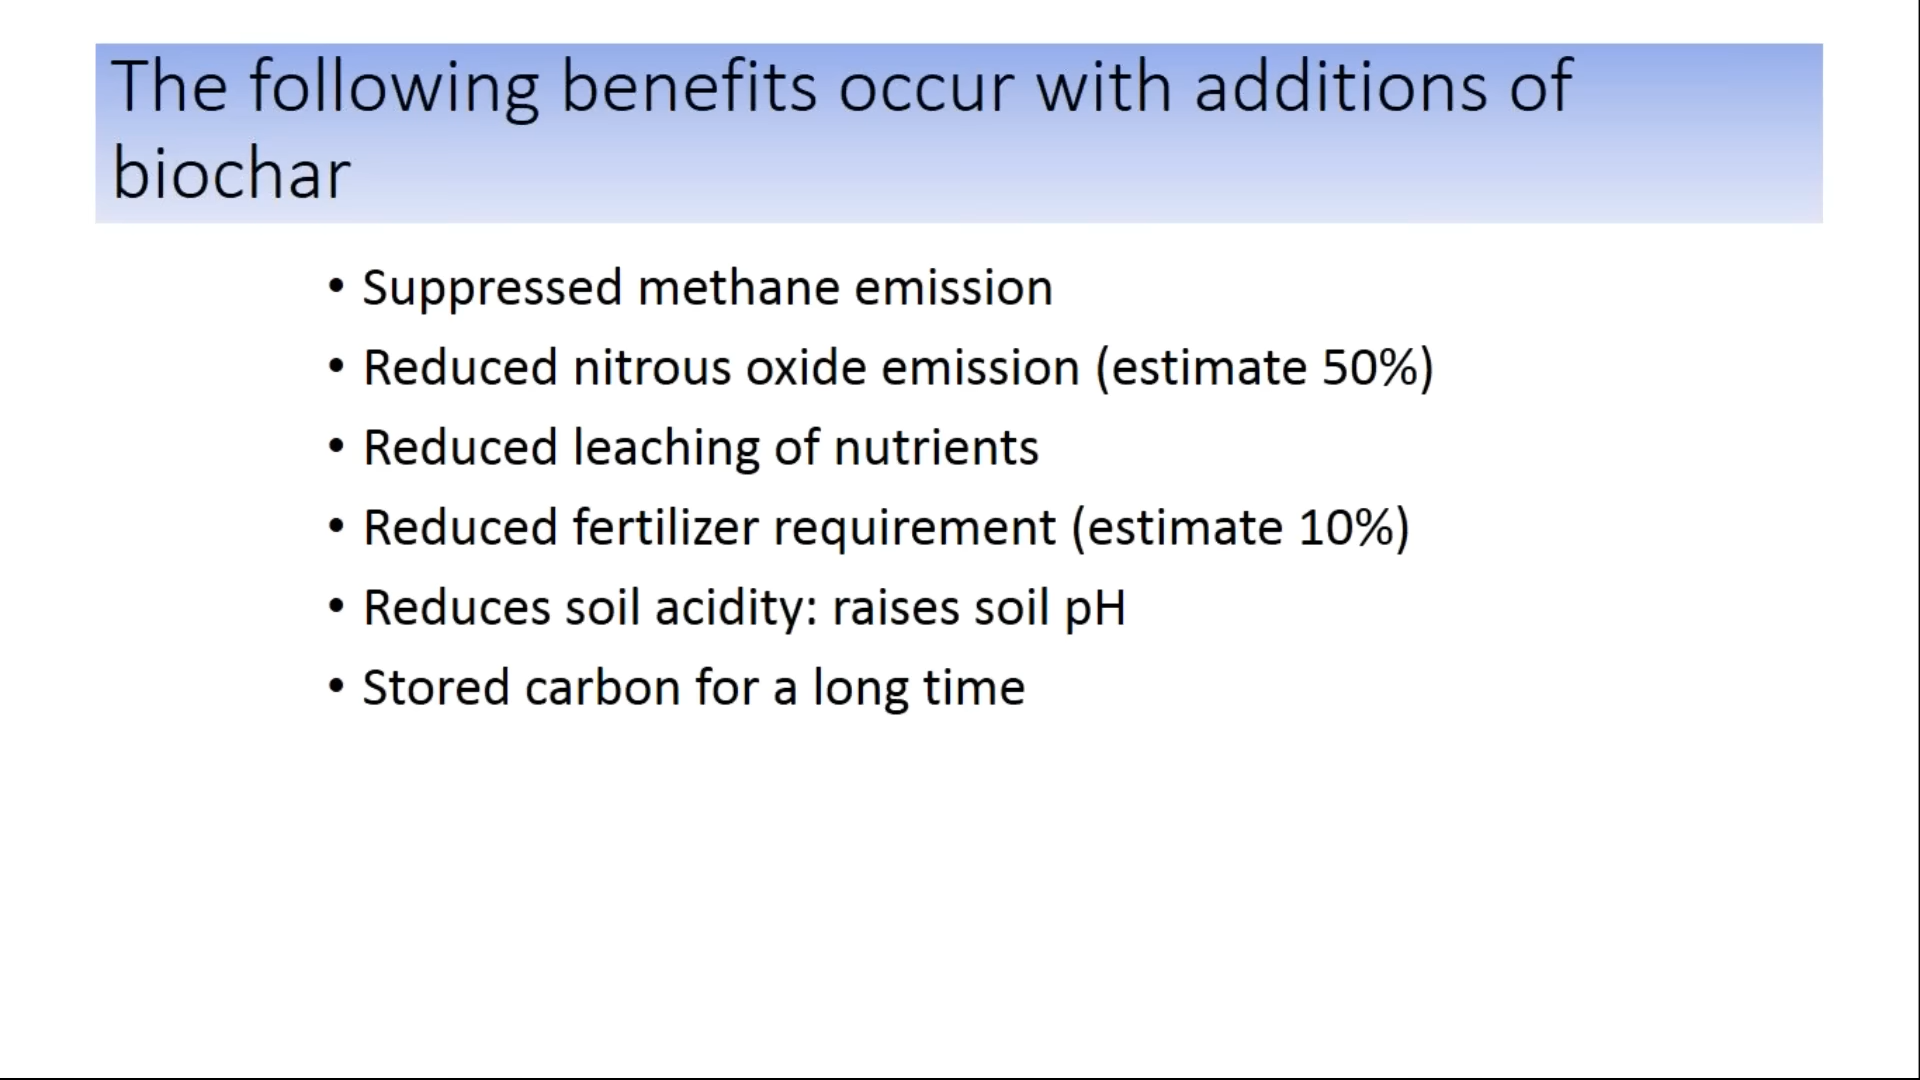 The following benefits occur with additions of
biochar
• Suppressed methane emission
• Reduced nitrous oxide emission (estimate 50%)
• Reduced leaching of nutrients
• Reduced fertilizer requirement (estimate 10%)
• Reduces soil acidity: raises soil pH
• Stored carbon for a long time